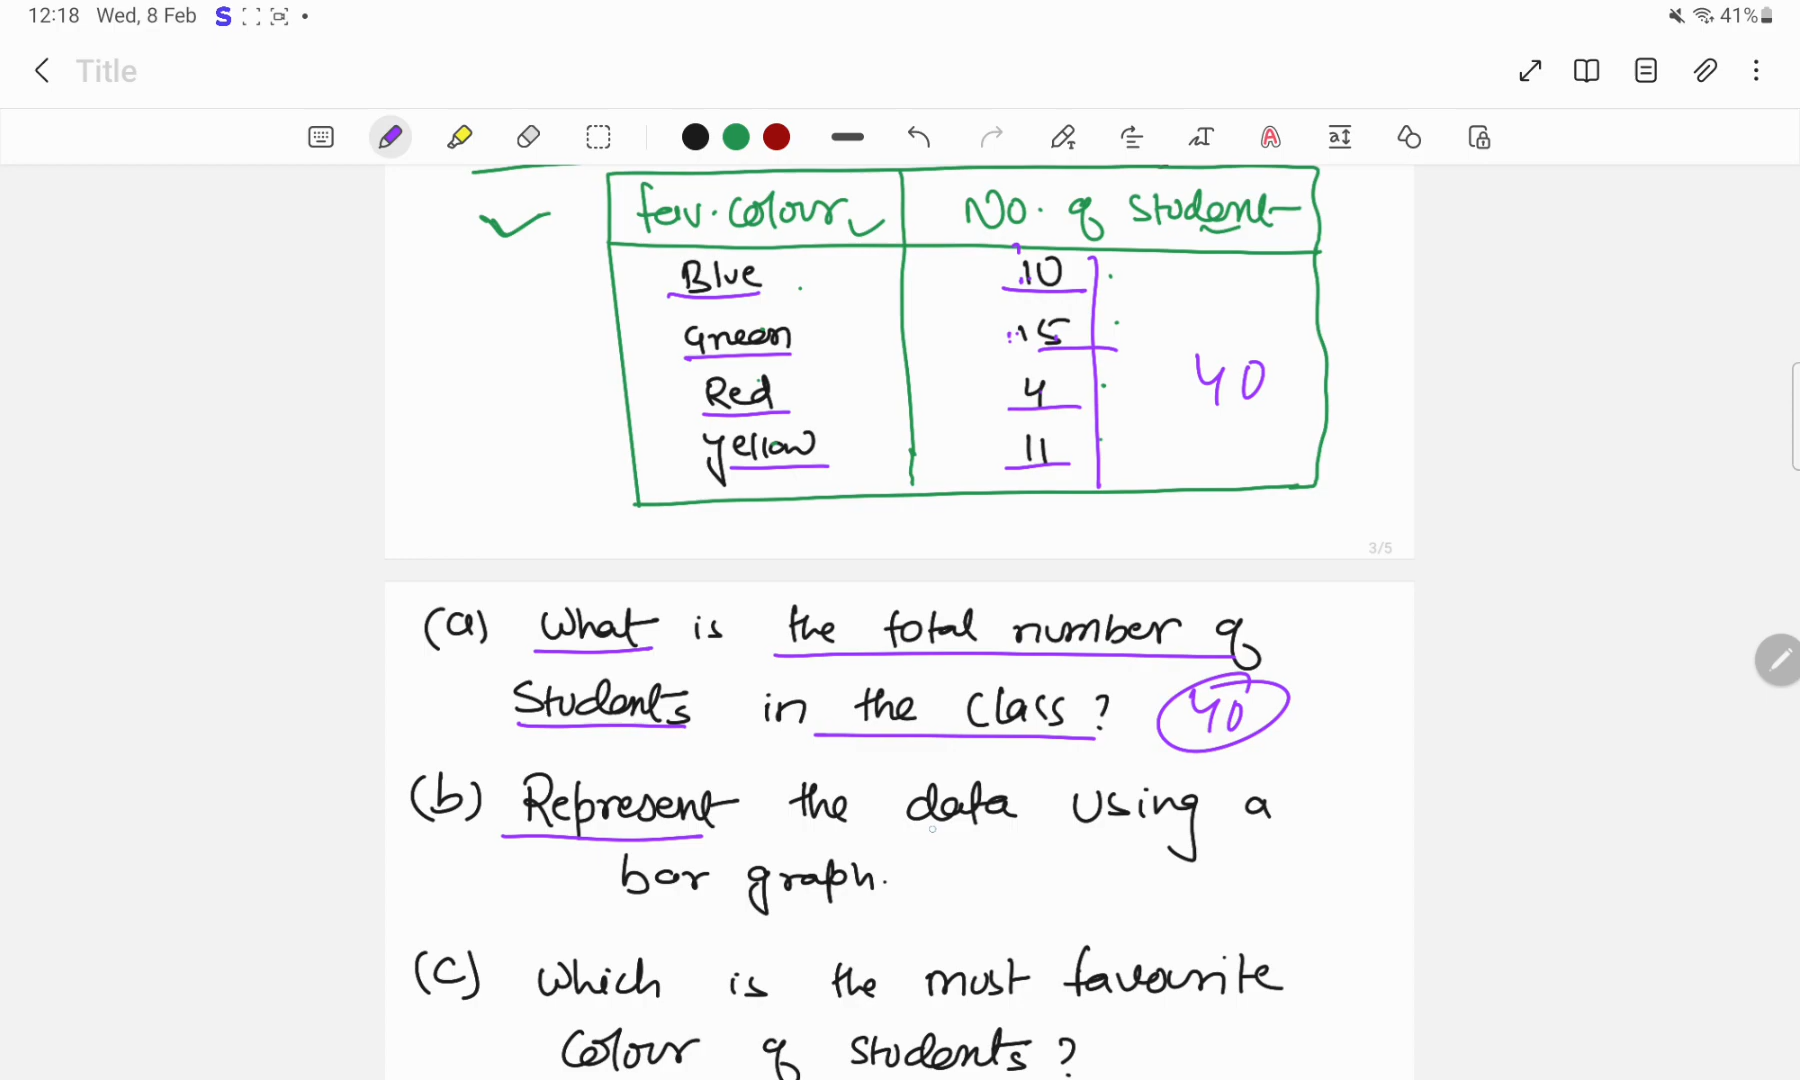 12:18 Wed, 8 Feb S 41%
Title
fav. colour No. of student
Blue 10
Green 15
Red 4 40
yellow 11
3/5
(a) What is the total number of
Students in the Class? 40
(b) Represent the data using a
bar graph.
(c) which is the most favourite
Colour of students?